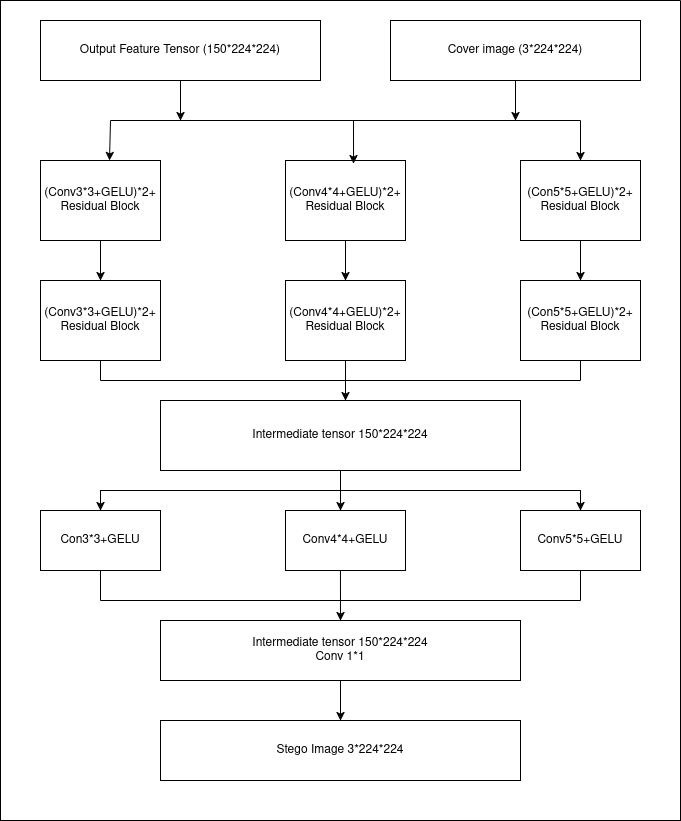 Output Feature Tensor (150*224*224)
Cover image (3*224*224)
(Conv3*3+GELU)*2+
Residual Block
(Conv4*4+GELU)*2+
Residual Block
(Con5*5+GELU)*2+
Residual Block
(Conv3*3+GELU)*2+
Residual Block
(Conv4*4+GELU)*2+
Residual Block
(Con5*5+GELU)*2+
Residual Block
Intermediate tensor 150*224*224
Con3*3+GELU
Conv4*4+GELU
Conv5*5+GELU
Intermediate tensor 150*224*224
Conv 1*1
Stego Image 3*224*224